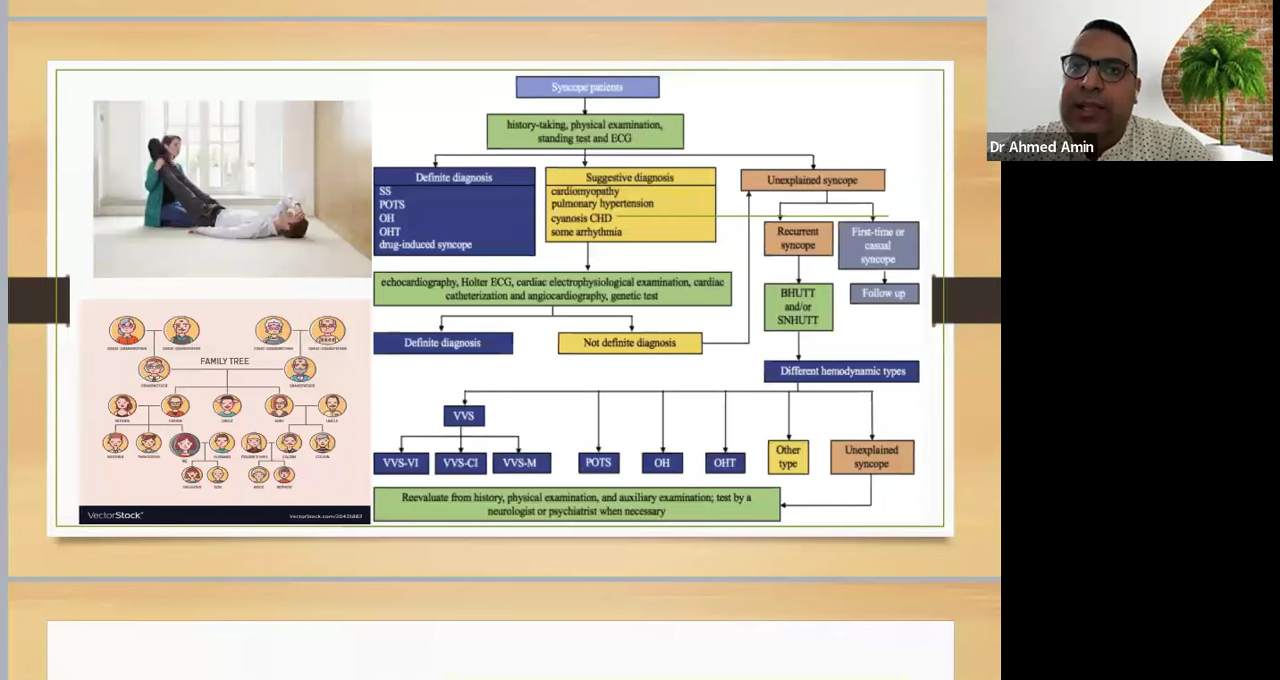 Dr Ahmed Amin
Syncope patients
history-taking, physical examination,
standing test and ECG
Definite diagnosis
SS
POTS
OH
OHT
drug-induced syncope
Suggestive diagnosis
cardiomyopathy
pulmonary hypertension
cyanosis CHD
some arrhythmia
Unexplained syncope
Recurrent
syncope
First-time or
casual
syncope
echocardiography, Holter ECG, cardiac electrophysiological examination, cardiac
catheterization and angiocardiography, genetic test
BHUTT
and/or
SNHUTT
Follow up
Definite diagnosis
Not definite diagnosis
Different hemodynamic types
VVS
VVS-VI
VVS-CI
VVS-M
POTS
OH
OHT
Other
type
Unexplained
syncope
Reevaluate from history, physical examination, and auxiliary examination; test by a
neurologist or psychiatrist when necessary
FAMILY TREE
VectorStock